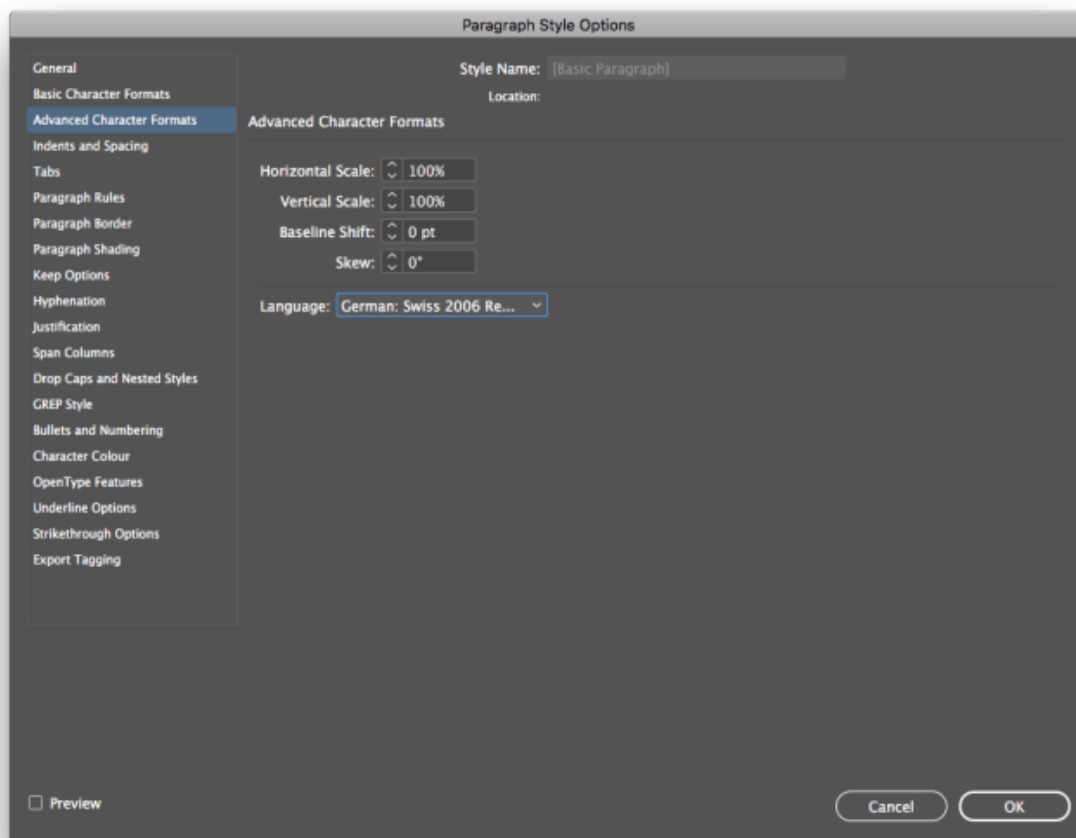 Paragraph Style Options
General
Basic Character Formats
Advanced Character Formats
Indents and Spacing
Tabs
Paragraph Rules
Paragraph Border
Paragraph Shading
Keep Options
Hyphenation
Justification
Span Columns
Drop Caps and Nested Styles
GREP Style
Bullets and Numbering
Character Colour
OpenType Features
Underline Options
Strikethrough Options
Export Tagging
Style Name: [Basic Paragraph]
Location:
Advanced Character Formats
Horizontal Scale: 100%
Vertical Scale: 100%
Baseline Shift: 0 pt
Skew: 0°
Language: German: Swiss 2006 Re...
Preview
Cancel
OK